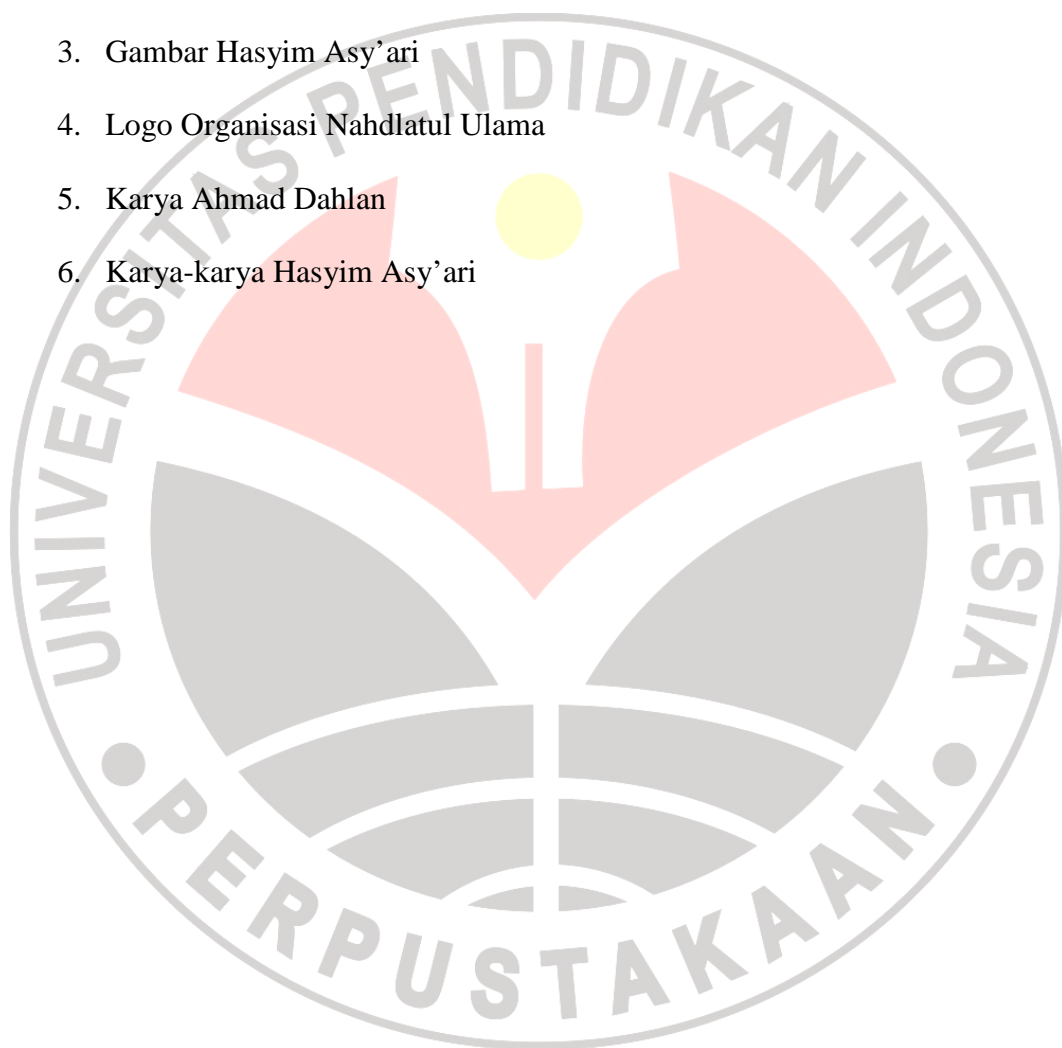 3. Gambar Hasyim Asy’ari
4. Logo Organisasi Nahdlatul Ulama
5. Karya Ahmad Dahlan
6. Karya-karya Hasyim Asy’ari
UNIVERSITAS PENDIDIKAN INDONESIA
PERPUSTAKAAN